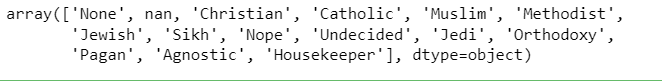 array(['None', nan, 'Christian', 'Catholic', 'Muslim', 'Methodist',
'Jewish', 'Sikh', 'Nope', 'Undecided', 'Jedi', 'Orthodoxy',
'Pagan', 'Agnostic', 'Housekeeper'], dtype=object)